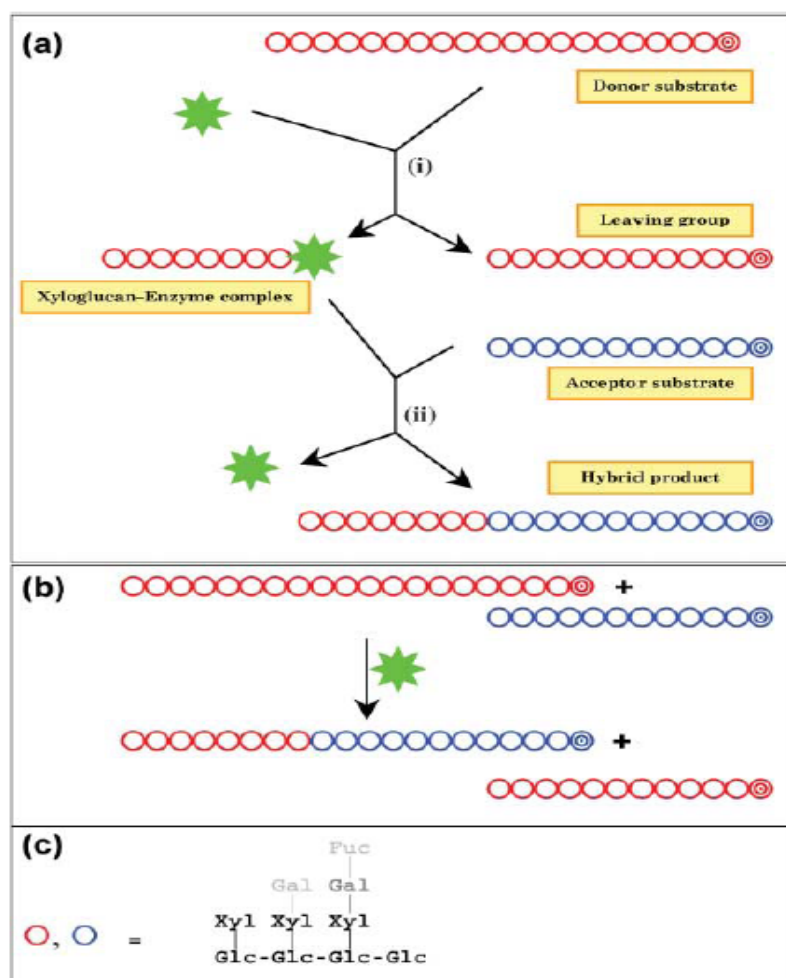 (a)
Donor substrate
(i)
Leaving group
Xyloglucan–Enzyme complex
Acceptor substrate
(ii)
Hybrid product
(b)
+
+
(c)
Fuc
Gal Gal
Xyl Xyl Xyl
, =
Glc-Glc-Glc-Glc